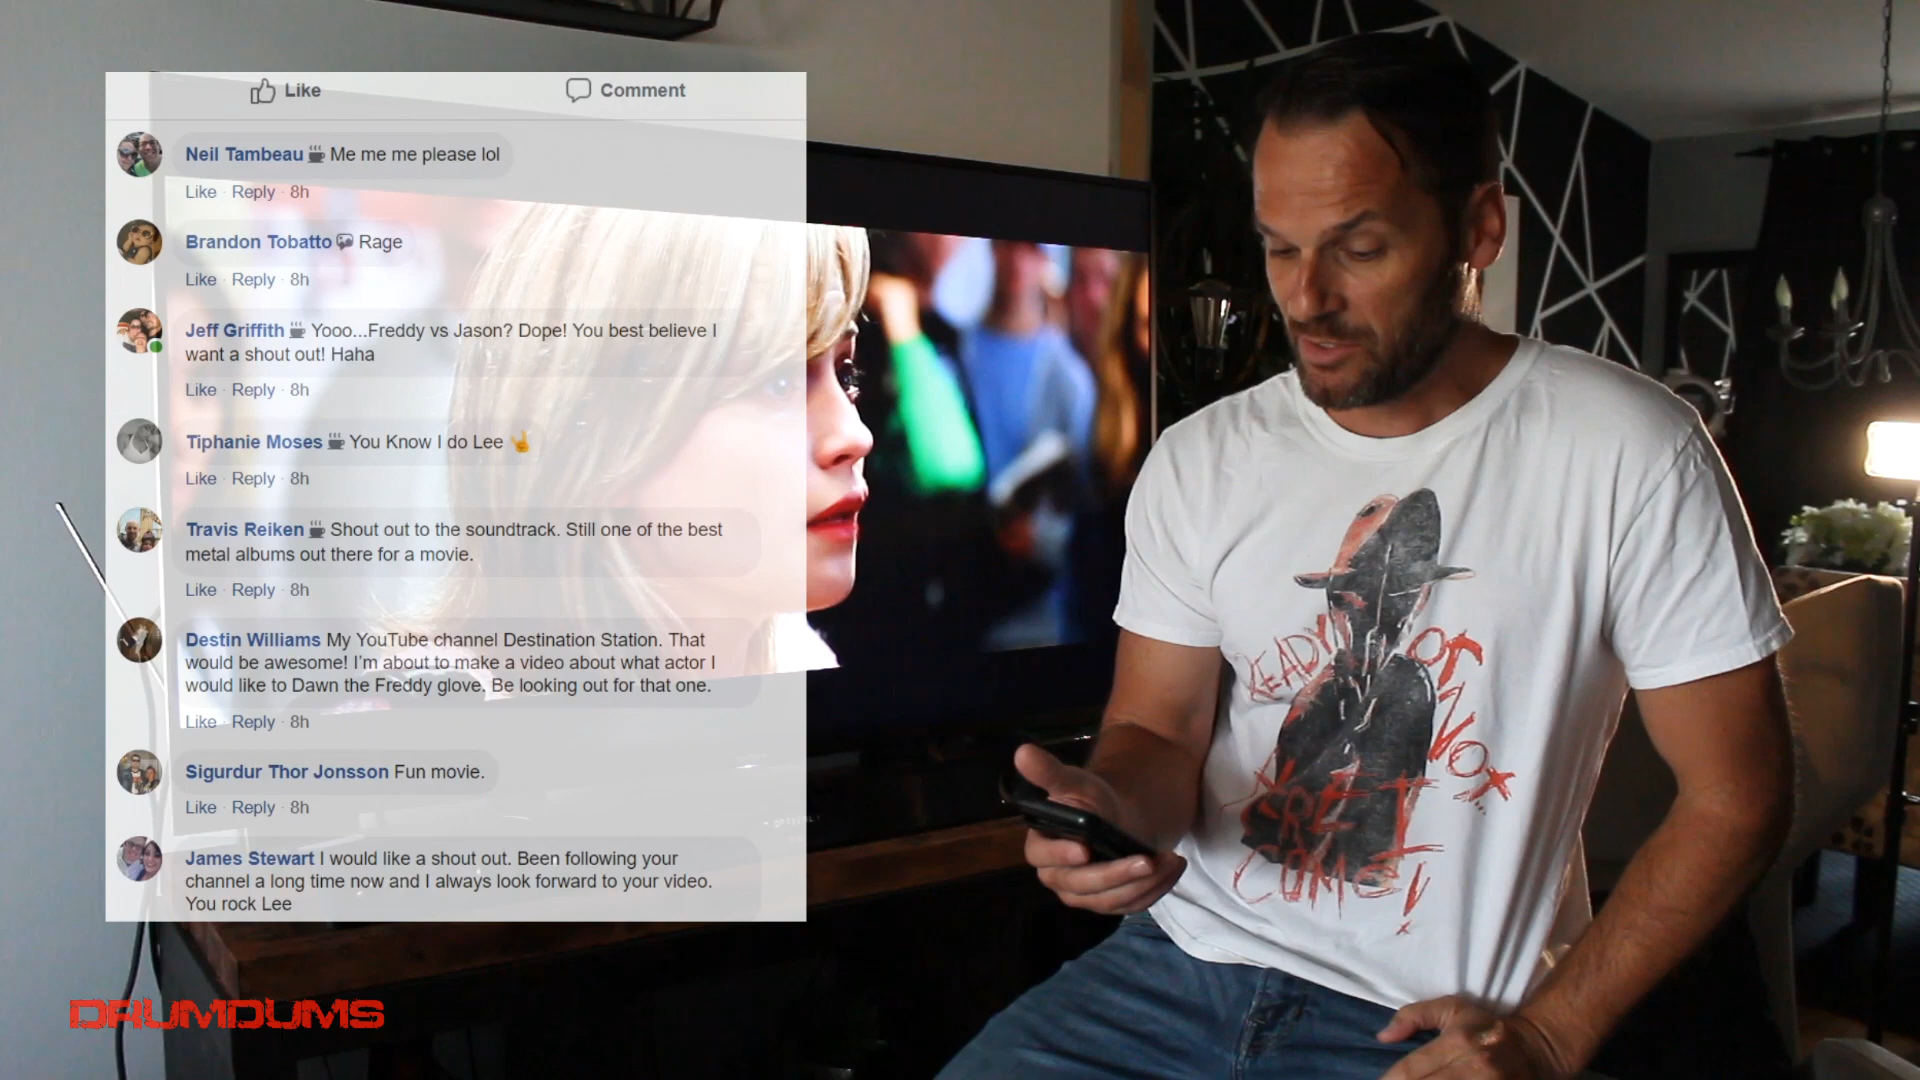 Like Comment
Neil Tambeau Me me me please lol
Like · Reply · 8h
Brandon Tobatto Rage
Like · Reply · 8h
Jeff Griffith Yooo...Freddy vs Jason? Dope! You best believe I
want a shout out! Haha
Like · Reply · 8h
Tiphanie Moses You Know I do Lee 🤘
Like · Reply · 8h
Travis Reiken Shout out to the soundtrack. Still one of the best
metal albums out there for a movie.
Like · Reply · 8h
Destin Williams My YouTube channel Destination Station. That
would be awesome! I'm about to make a video about what actor I
would like to Dawn the Freddy glove. Be looking out for that one.
Like · Reply · 8h
Sigurdur Thor Jonsson Fun movie.
Like · Reply · 8h
James Stewart I would like a shout out. Been following your
channel a long time now and I always look forward to your video.
You rock Lee
READY OR NOT
HERE I
COME!
DRUMDUMS